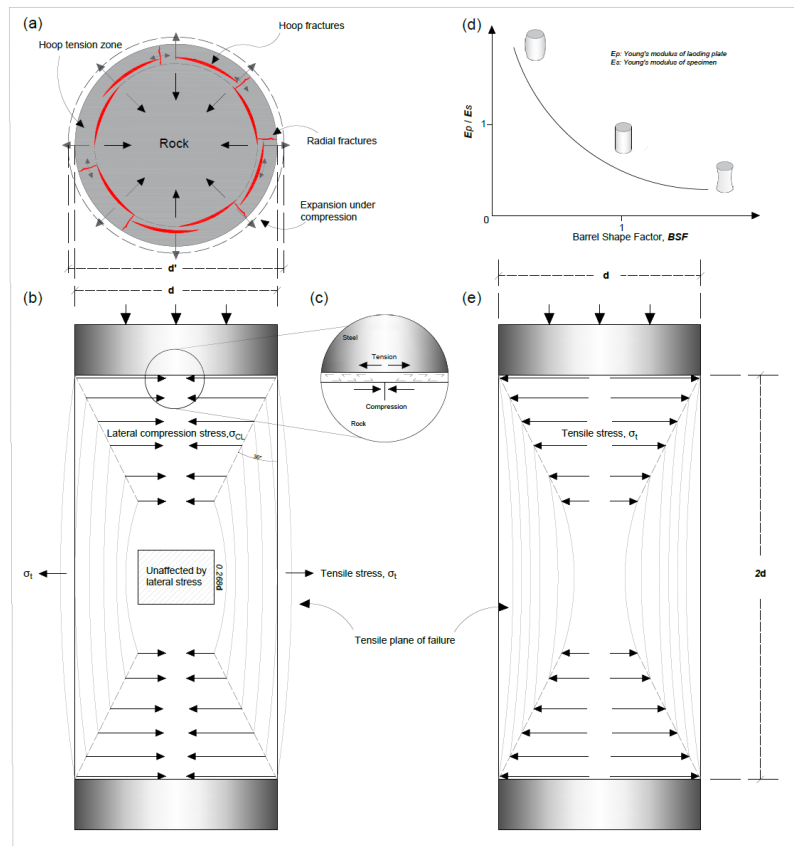 (a)
Hoop fractures
Hoop tension zone
Rock
Radial fractures
Expansion under
compression
d'
(d)
Ep: Young's modulus of laoding plate
Es: Young's modulus of specimen
Ep / Es
1
0
1
Barrel Shape Factor, BSF
(b)
d
(c)
Steel
Tension
Compression
Rock
Lateral compression stress,σCL
Unaffected by
lateral stress
0.268d
σt
Tensile stress, σt
Tensile plane of failure
(e)
d
Tensile stress, σt
2d